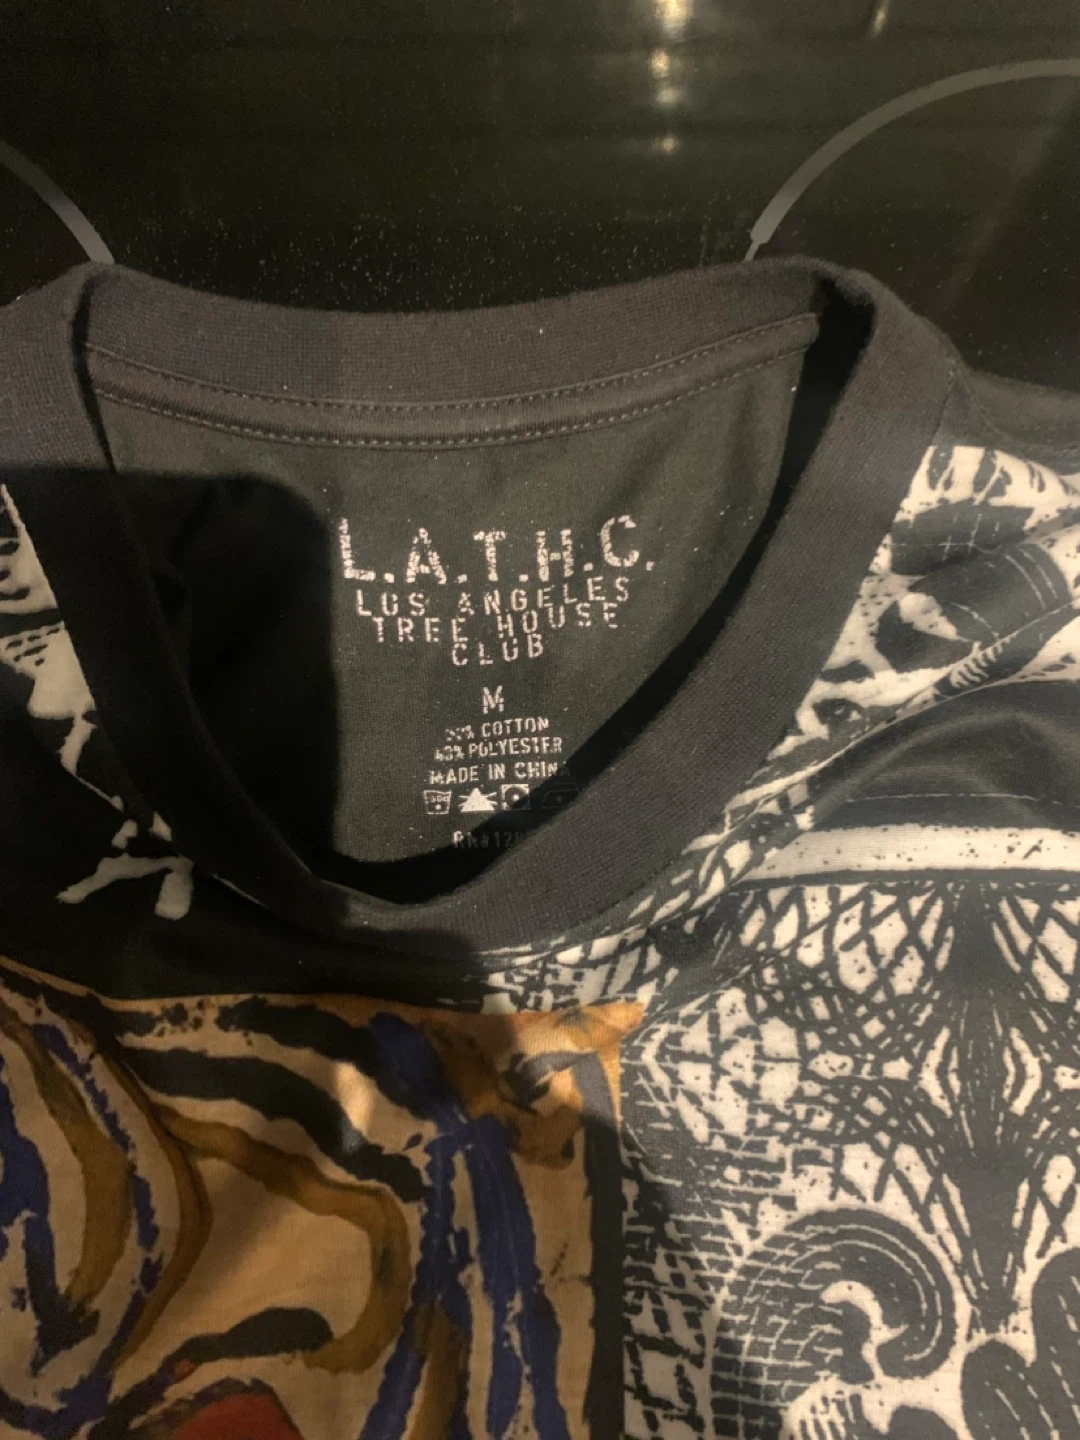 L.A.T.H.C.
LOS ANGELES
TREE HOUSE
CLUB
M
COTTON
POLYESTER
MADE IN CHINA